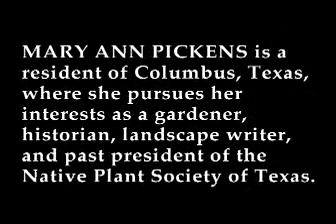 MARY ANN PICKENS is a
resident of Columbus, Texas,
where she pursues her
interests as a gardener,
historian, landscape writer,
and past president of the
Native Plant Society of Texas.